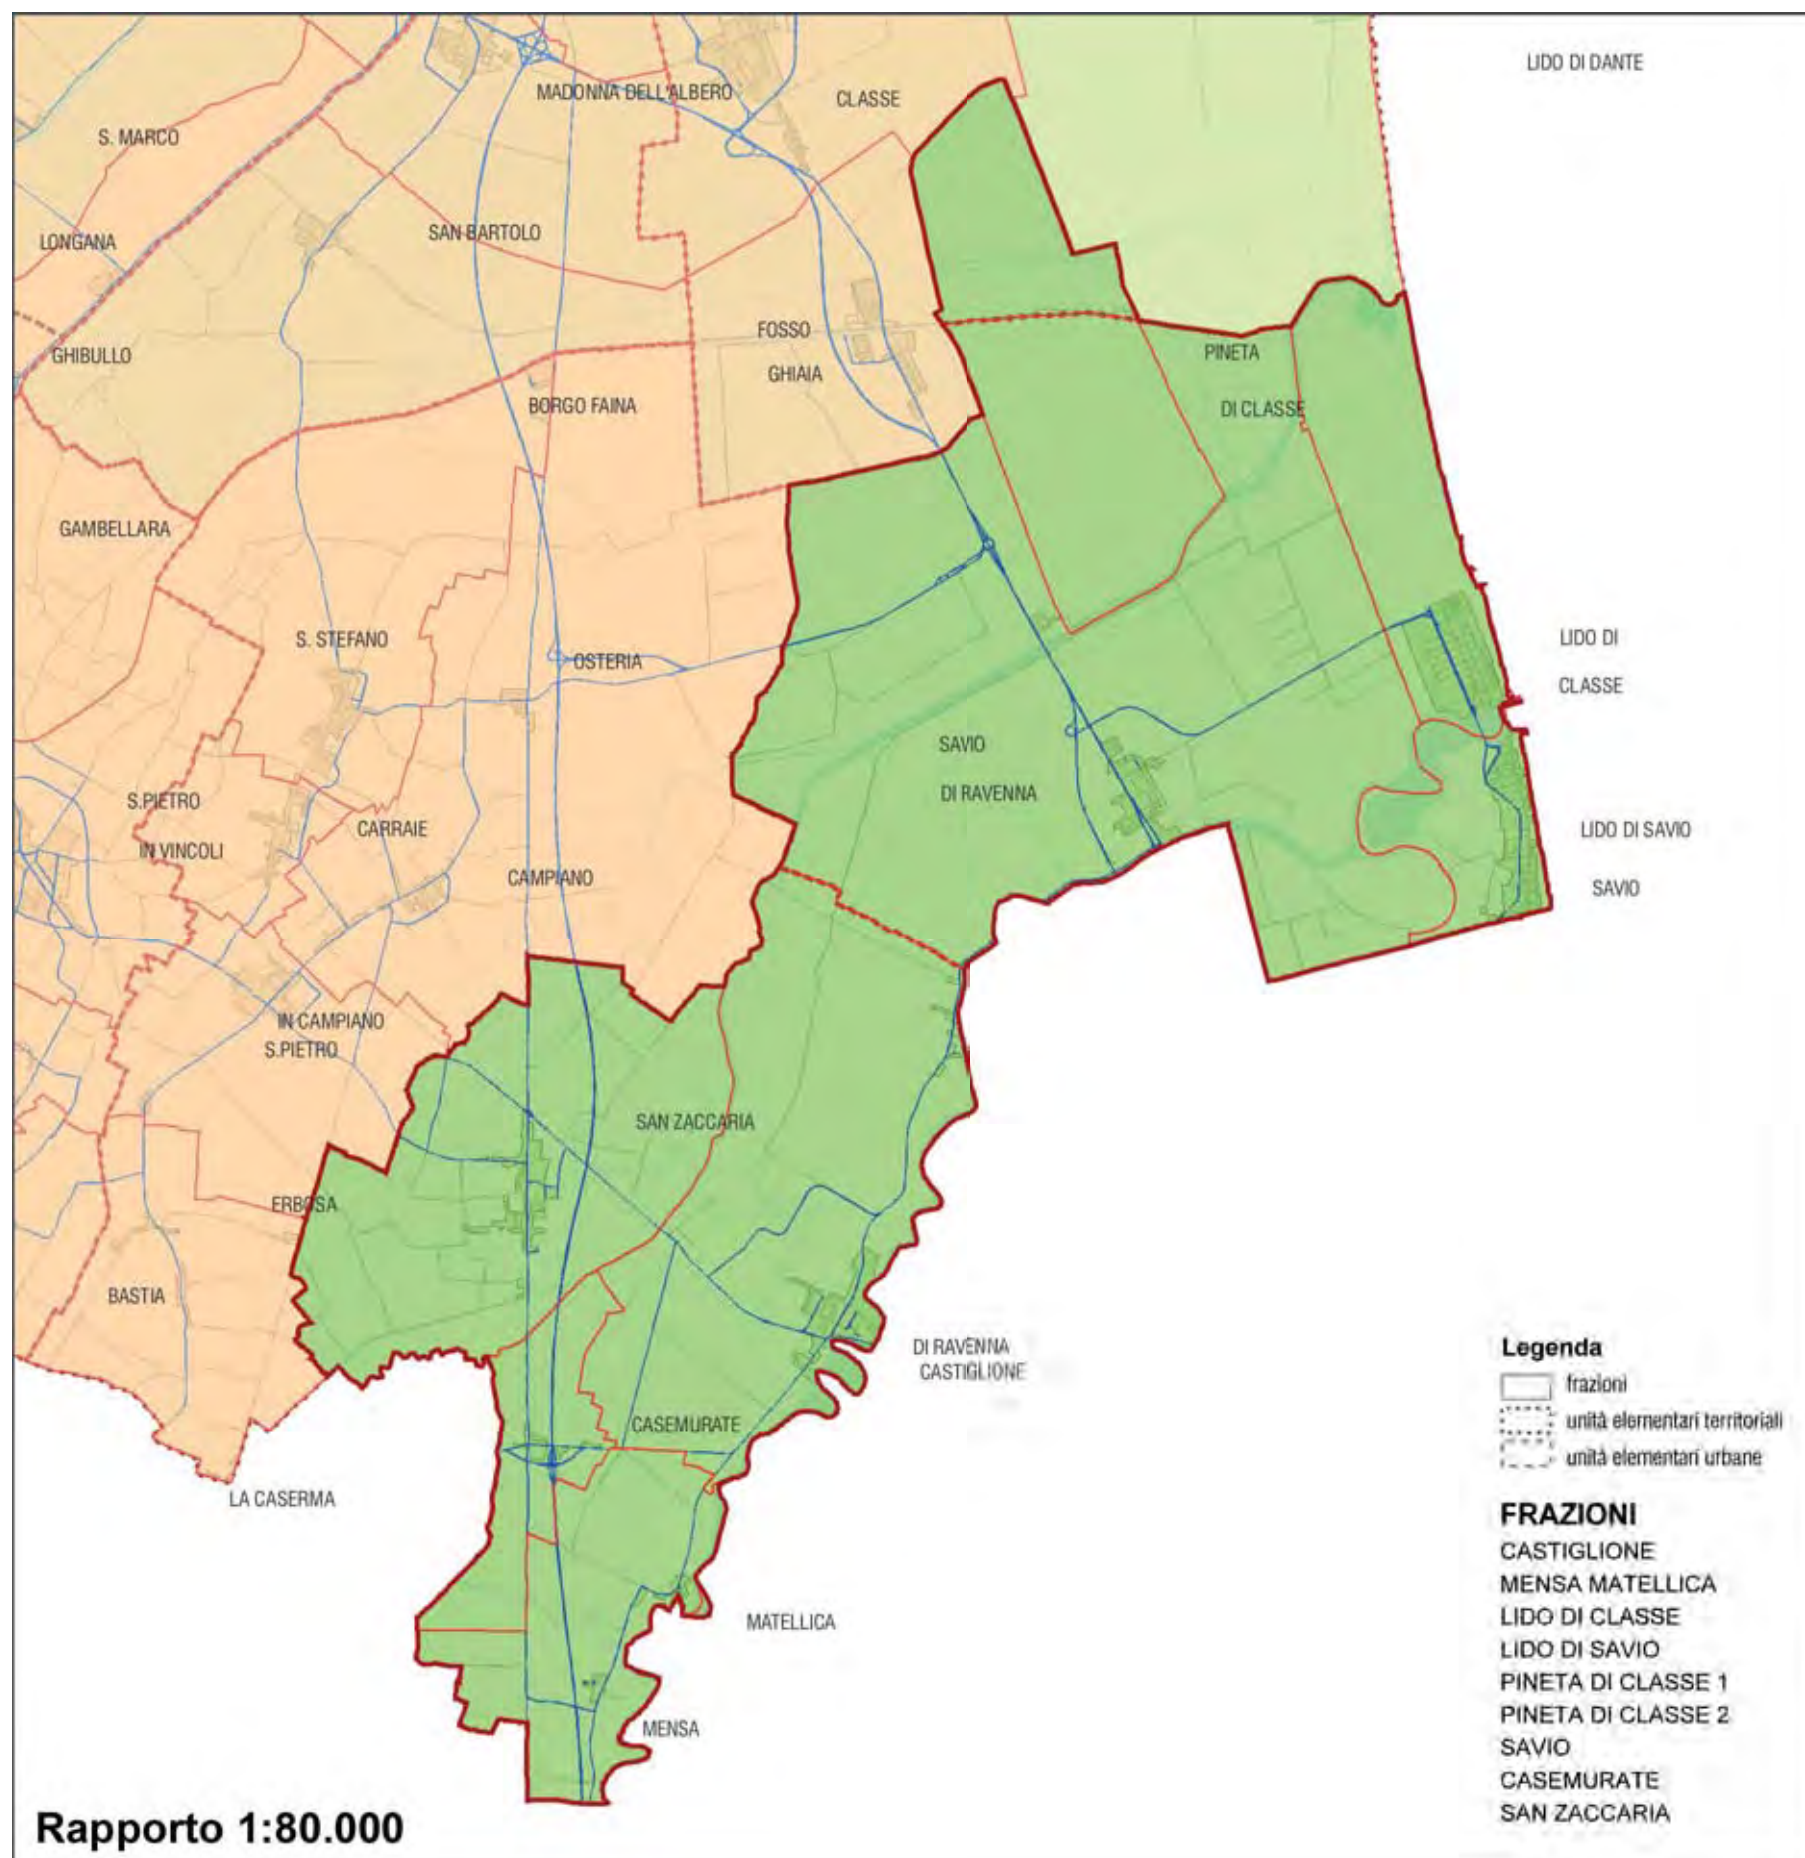 LIDO DI DANTE
MADONNA DELL'ALBERO
CLASSE
S. MARCO
SAN BARTOLO
LONGANA
FOSSO
GHIAIA
GHIBULLO
PINETA
DI CLASSE
BORGO FAINA
GAMBELLARA
S. STEFANO
OSTERIA
LIDO DI
CLASSE
SAVIO
DI RAVENNA
S.PIETRO
IN VINCOLI
CARRAIE
LIDO DI SAVIO
CAMPIANO
SAVIO
IN CAMPIANO
S.PIETRO
SAN ZACCARIA
ERBOSA
BASTIA
DI RAVENNA
CASTIGLIONE
CASEMURATE
LA CASERMA
MATELLICA
MENSA
Legenda
frazioni
unità elementari territoriali
unità elementari urbane
FRAZIONI
CASTIGLIONE
MENSA MATELLICA
LIDO DI CLASSE
LIDO DI SAVIO
PINETA DI CLASSE 1
PINETA DI CLASSE 2
SAVIO
CASEMURATE
SAN ZACCARIA
Rapporto 1:80.000